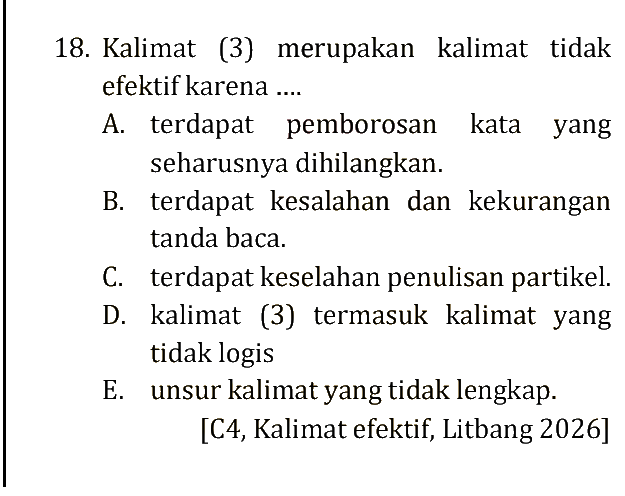 18. Kalimat (3) merupakan kalimat tidak
efektif karena ....
A. terdapat pemborosan kata yang
seharusnya dihilangkan.
B. terdapat kesalahan dan kekurangan
tanda baca.
C. terdapat keselahan penulisan partikel.
D. kalimat (3) termasuk kalimat yang
tidak logis
E. unsur kalimat yang tidak lengkap.
[C4, Kalimat efektif, Litbang 2026]